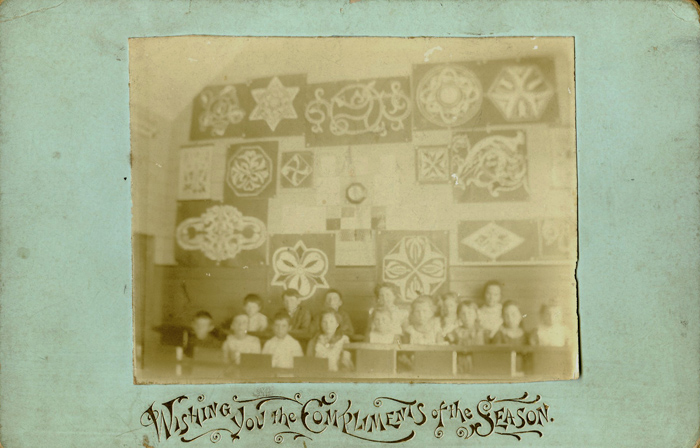 Wishing You the Compliments of the Season.